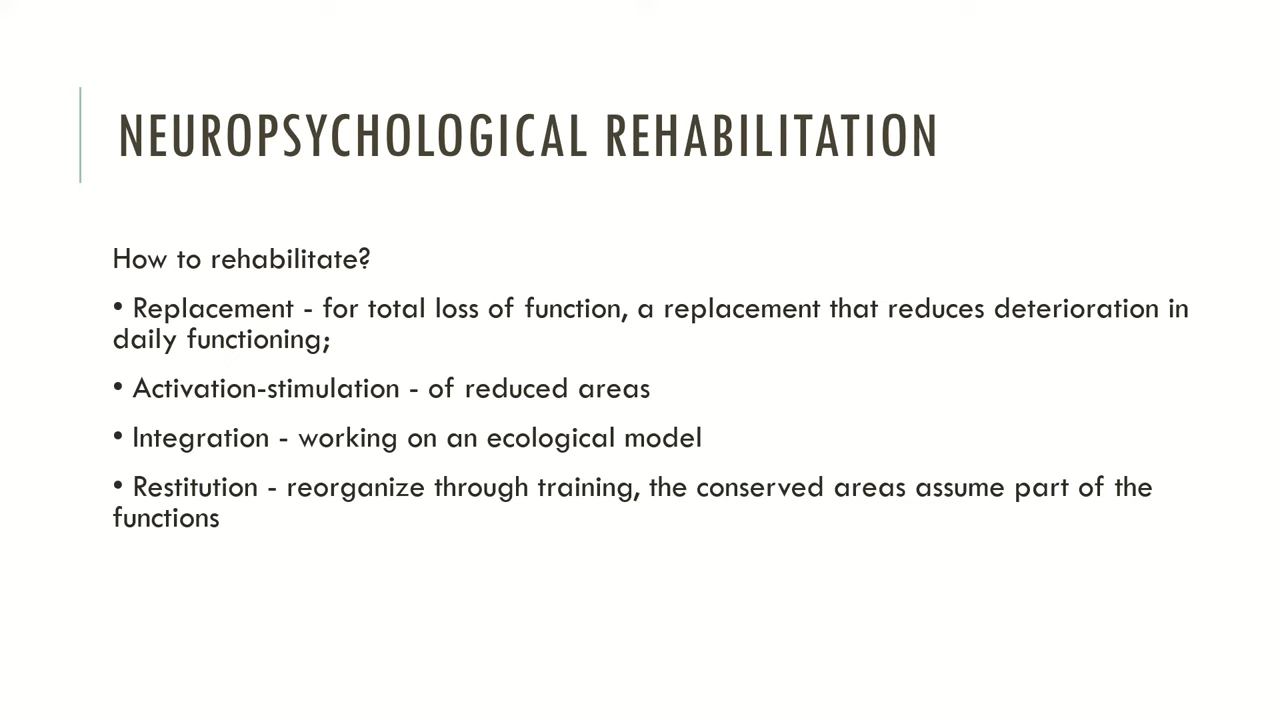 NEUROPSYCHOLOGICAL REHABILITATION
How to rehabilitate?
• Replacement - for total loss of function, a replacement that reduces deterioration in
daily functioning;
• Activation-stimulation - of reduced areas
• Integration - working on an ecological model
• Restitution - reorganize through training, the conserved areas assume part of the
functions